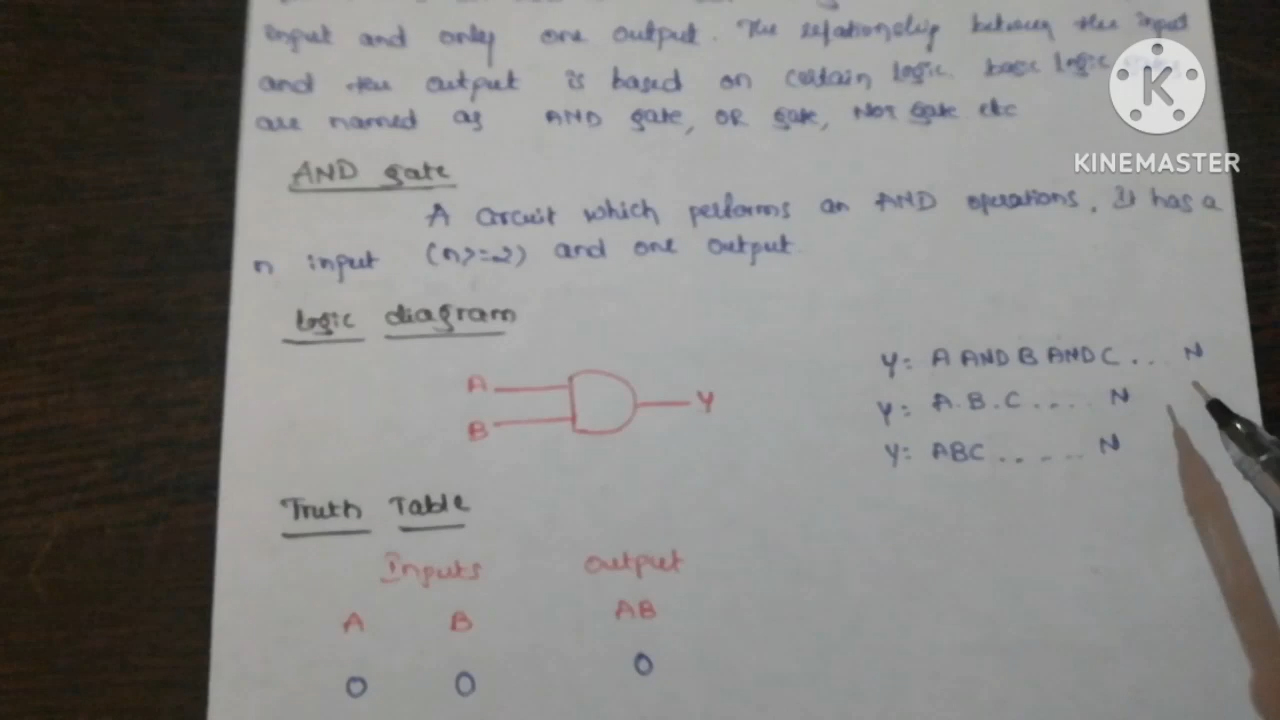 input and only one output. The relationship between the input
and the output is based on certain logic. basic logic
are named as AND gate, OR gate, NOT gate etc
KINEMASTER
AND gate
A circuit which performs an AND operations. It has a
n input (n>=2) and one output.
Logic diagram
Y= A AND B AND C ... N
A
Y
Y= A.B.C .... N
B
Y= ABC ..... N
Truth Table
Inputs Output
A B AB
0 0 0